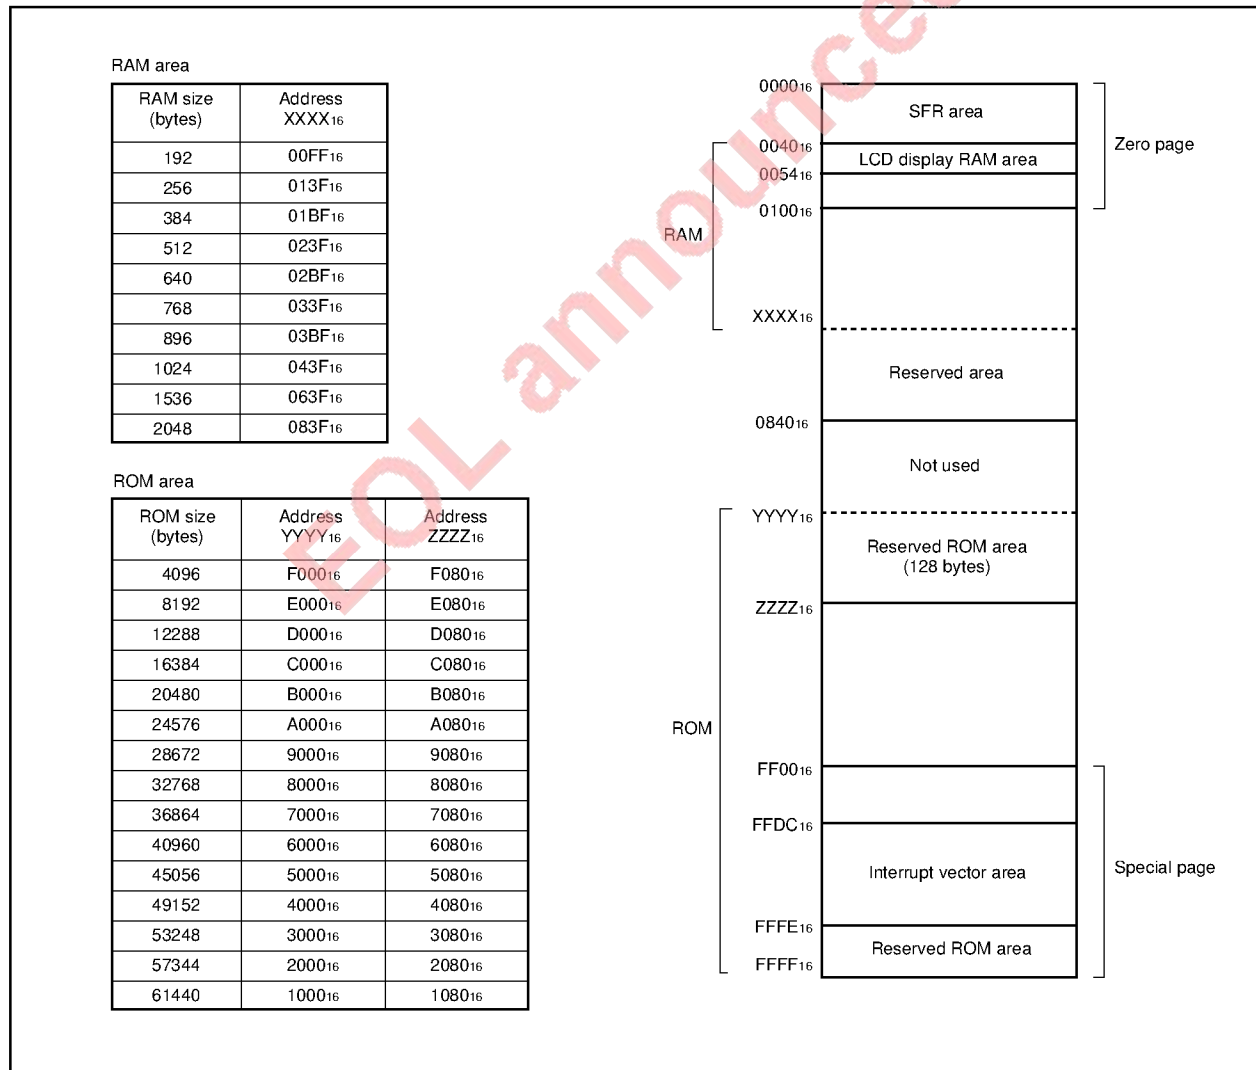 RAM area
RAM size (bytes) Address XXXX16
192 00FF16
256 013F16
384 01BF16
512 023F16
640 02BF16
768 033F16
896 03BF16
1024 043F16
1536 063F16
2048 083F16
ROM area
ROM size (bytes) Address YYYY16 Address ZZZZ16
4096 F00016 F08016
8192 E00016 E08016
12288 D00016 D08016
16384 C00016 C08016
20480 B00016 B08016
24576 A00016 A08016
28672 900016 908016
32768 800016 808016
36864 700016 708016
40960 600016 608016
45056 500016 508016
49152 400016 408016
53248 300016 308016
57344 200016 208016
61440 100016 108016
000016
SFR area
Zero page
004016
LCD display RAM area
005416
010016
RAM
XXXX16
Reserved area
084016
Not used
YYYY16
Reserved ROM area
(128 bytes)
ZZZZ16
ROM
FF0016
FFDC16
Interrupt vector area
Special page
FFFE16
Reserved ROM area
FFFF16
EOL announce